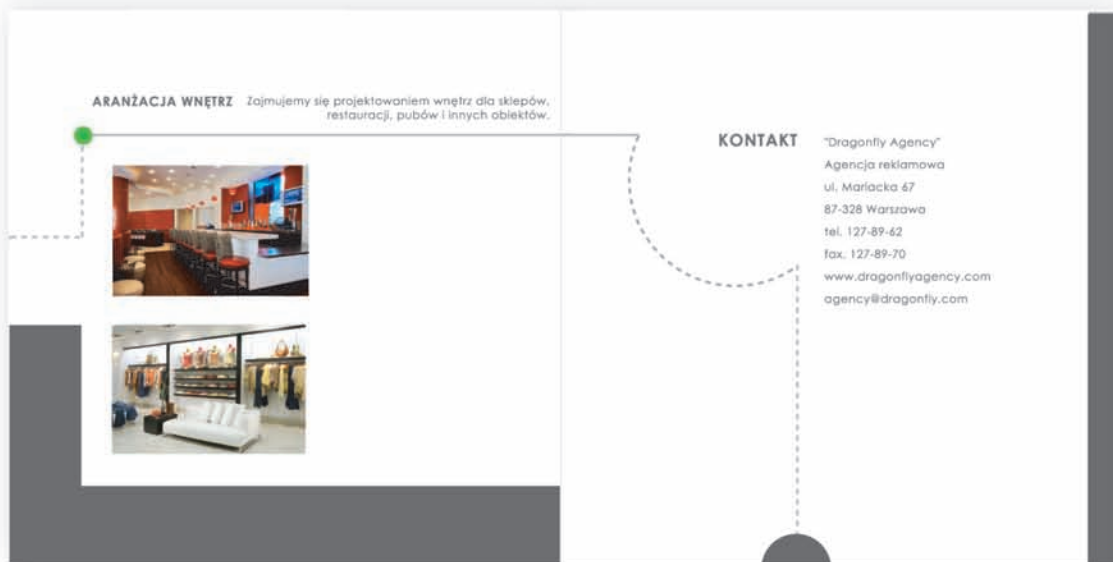 ARANŻACJA WNĘTRZ Zajmujemy się projektowaniem wnętrz dla sklepów,
restauracji, pubów i innych obiektów.
KONTAKT "Dragonfly Agency"
Agencja reklamowa
ul. Mariacka 67
87-328 Warszawa
tel. 127-89-62
fax. 127-89-70
www.dragonflyagency.com
agency@dragonfly.com